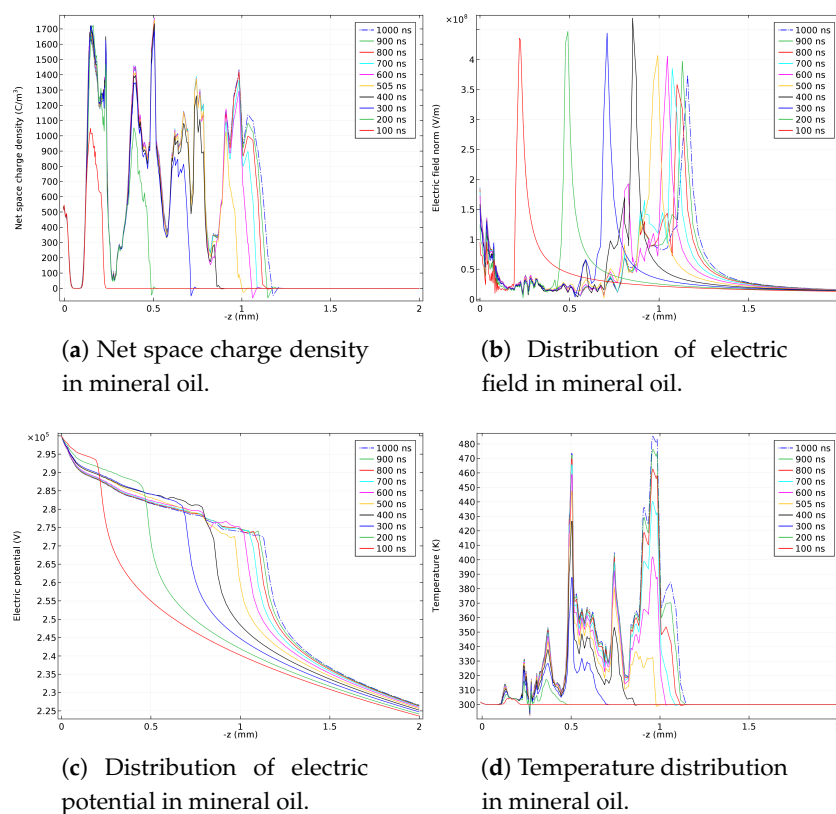 1700
1600
1500
1400
1300
1200
1100
1000
900
800
700
600
500
400
300
200
100
0
Net space charge density (C/m³)
0
0.5
1
1.5
2
-z (mm)
1000 ns
900 ns
800 ns
700 ns
600 ns
505 ns
400 ns
300 ns
200 ns
100 ns
(a) Net space charge density
in mineral oil.
×10⁸
4
3.5
3
2.5
2
1.5
1
0.5
0
Electric field norm (V/m)
0
0.5
1
1.5
-z (mm)
1000 ns
900 ns
800 ns
700 ns
600 ns
500 ns
400 ns
300 ns
200 ns
100 ns
(b) Distribution of electric
field in mineral oil.
×10⁵
2.95
2.9
2.85
2.8
2.75
2.7
2.65
2.6
2.55
2.5
2.45
2.4
2.35
2.3
2.25
Electric potential (V)
0
0.5
1
1.5
2
-z (mm)
1000 ns
900 ns
800 ns
700 ns
600 ns
500 ns
400 ns
300 ns
200 ns
100 ns
(c) Distribution of electric
potential in mineral oil.
480
470
460
450
440
430
420
410
400
390
380
370
360
350
340
330
320
310
300
Temperature (K)
0
0.5
1
1.5
-z (mm)
1000 ns
900 ns
800 ns
700 ns
600 ns
505 ns
400 ns
300 ns
200 ns
100 ns
(d) Temperature distribution
in mineral oil.